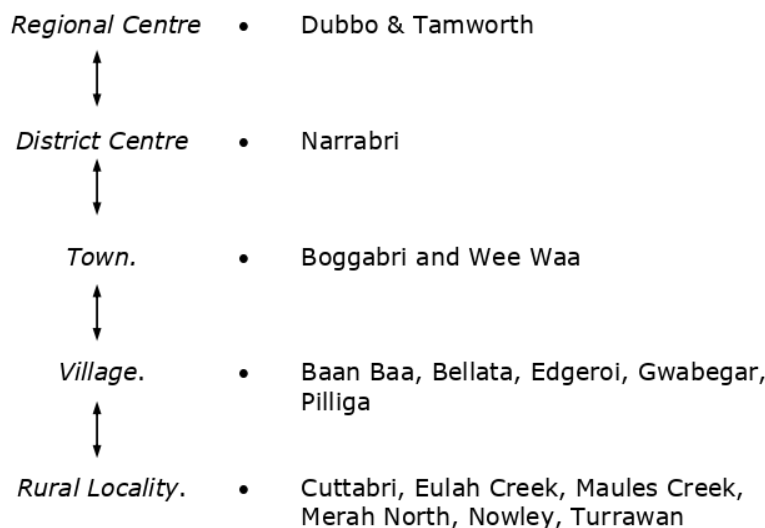 Regional Centre • Dubbo & Tamworth
District Centre • Narrabri
Town. • Boggabri and Wee Waa
Village. • Baan Baa, Bellata, Edgeroi, Gwabegar,
Pilliga
Rural Locality. • Cuttabri, Eulah Creek, Maules Creek,
Merah North, Nowley, Turrawan